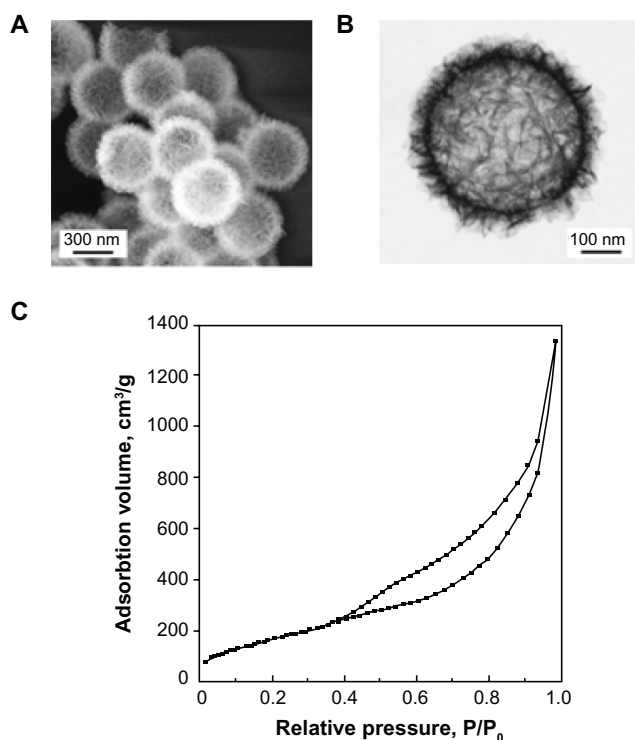 A
B
300 nm
100 nm
C
1400
1200
1000
800
600
400
200
0
Adsorbtion volume, cm³/g
0
0.2
0.4
0.6
0.8
1.0
Relative pressure, P/P₀